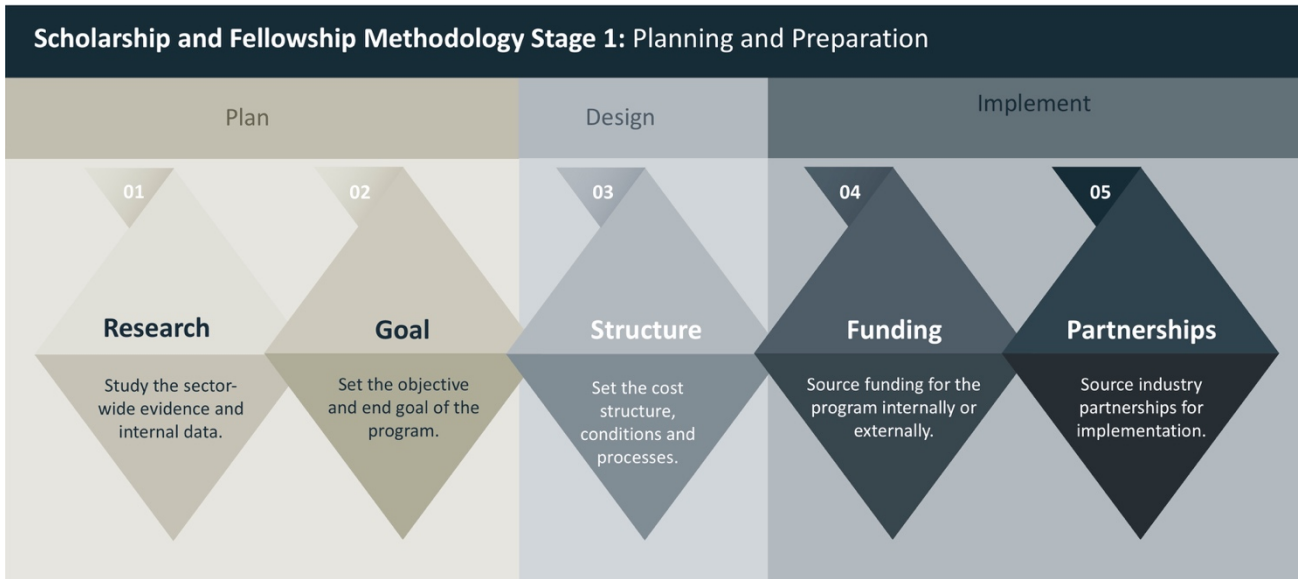 Scholarship and Fellowship Methodology Stage 1: Planning and Preparation
Plan
Design
Implement
01
02
03
04
05
Research
Goal
Structure
Funding
Partnerships
Study the sector-
wide evidence and
internal data.
Set the objective
and end goal of the
program.
Set the cost
structure,
conditions and
processes.
Source funding for the
program internally or
externally.
Source industry
partnerships for
implementation.